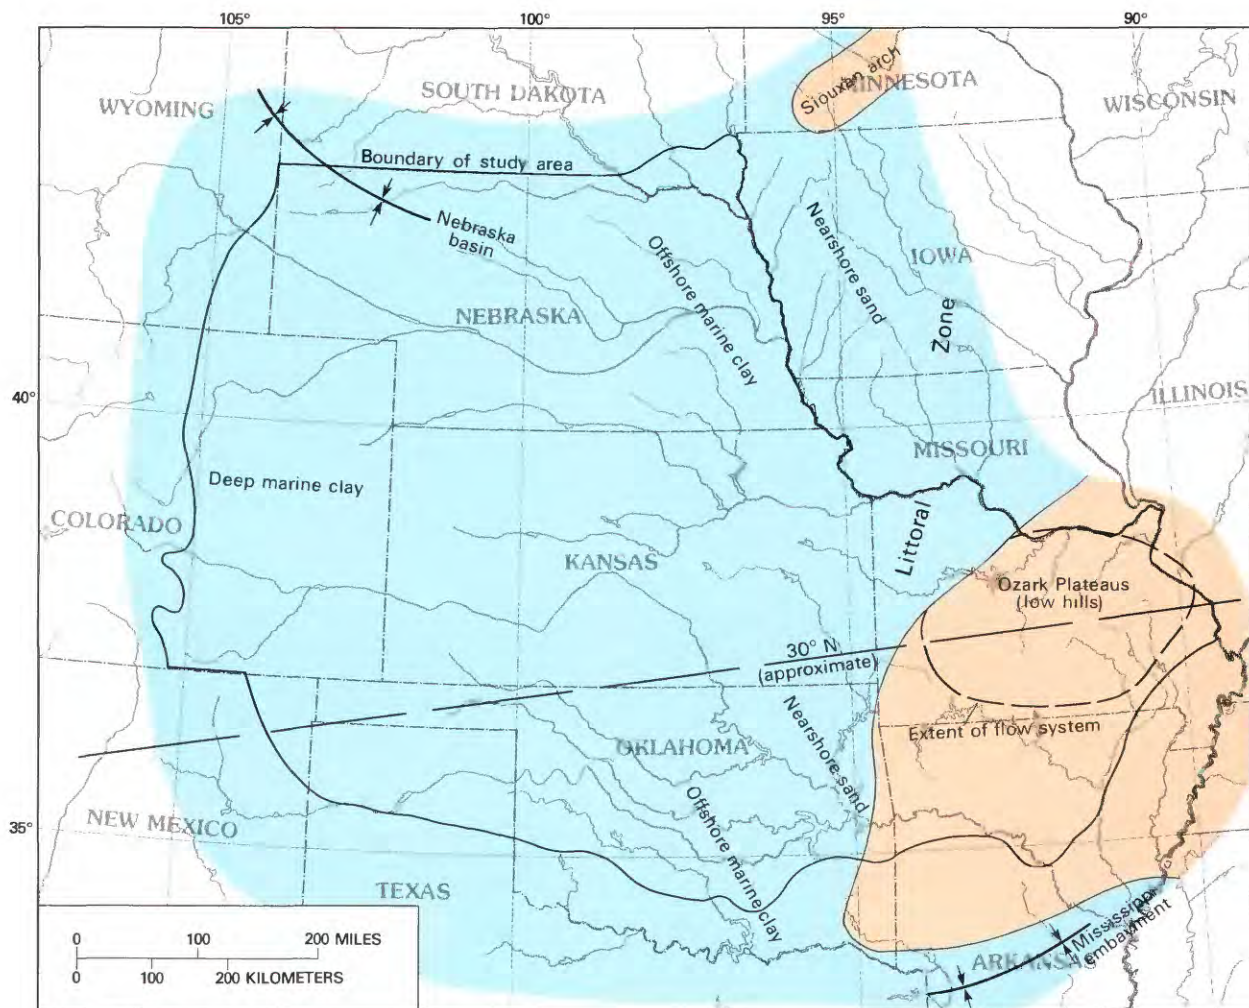 105°
100°
95°
90°
Siouxan arch
MINNESOTA
SOUTH DAKOTA
WYOMING
WISCONSIN
Boundary of study area
Nebraska
basin
Offshore marine clay
Nearshore sand
IOWA
NEBRASKA
Zone
40°
ILLINOIS
MISSOURI
Deep marine clay
COLORADO
Littoral
KANSAS
Ozark Plateaus
(low hills)
30° N
(approximate)
Nearshore sand
Extent of flow system
OKLAHOMA
Offshore marine clay
35°
NEW MEXICO
TEXAS
Mississippi
embayment
ARKANSAS
0 100 200 MILES
0 100 200 KILOMETERS